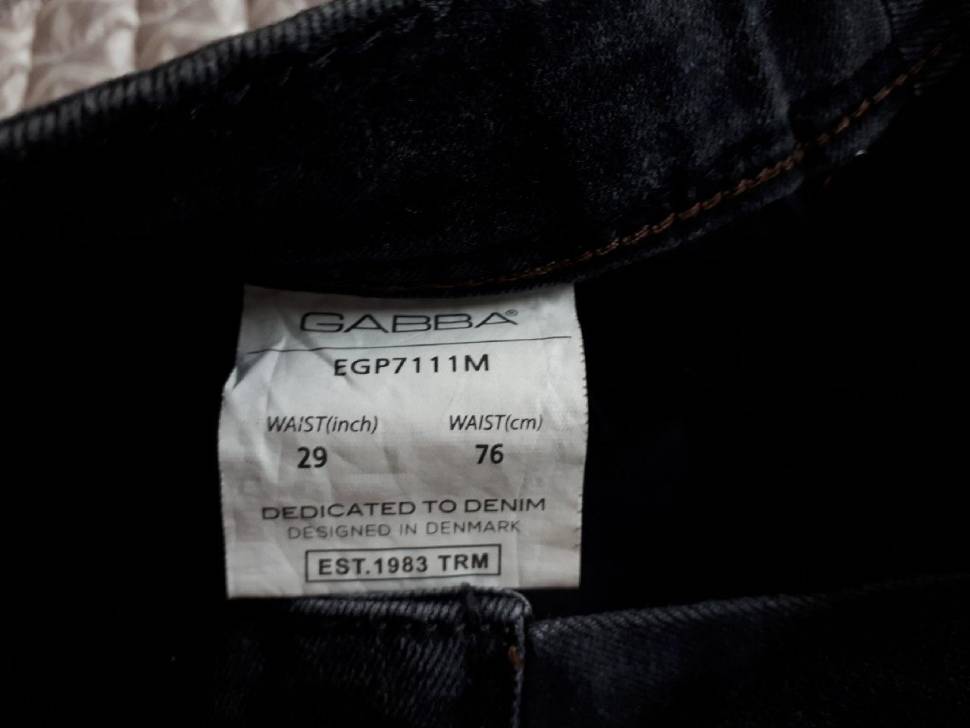 GABBA®
EGP7111M
WAIST(inch) WAIST(cm)
29 76
DEDICATED TO DENIM
DESIGNED IN DENMARK
EST.1983 TRM